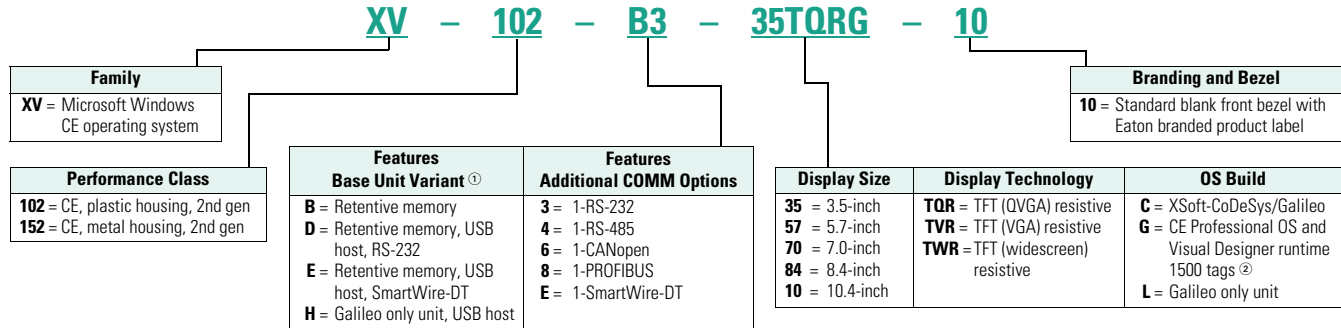 XV – 102 – B3 – 35TQRG – 10
Family
XV = Microsoft Windows
CE operating system
Branding and Bezel
10 = Standard blank front bezel with
Eaton branded product label
Performance Class
102 = CE, plastic housing, 2nd gen
152 = CE, metal housing, 2nd gen
Features
Base Unit Variant ①
B = Retentive memory
D = Retentive memory, USB
host, RS-232
E = Retentive memory, USB
host, SmartWire-DT
H = Galileo only unit, USB host
Features
Additional COMM Options
3 = 1-RS-232
4 = 1-RS-485
6 = 1-CANopen
8 = 1-PROFIBUS
E = 1-SmartWire-DT
Display Size
35 = 3.5-inch
57 = 5.7-inch
70 = 7.0-inch
84 = 8.4-inch
10 = 10.4-inch
Display Technology
TQR = TFT (QVGA) resistive
TVR = TFT (VGA) resistive
TWR = TFT (widescreen)
resistive
OS Build
C = XSoft-CoDeSys/Galileo
G = CE Professional OS and
Visual Designer runtime
1500 tags ②
L = Galileo only unit